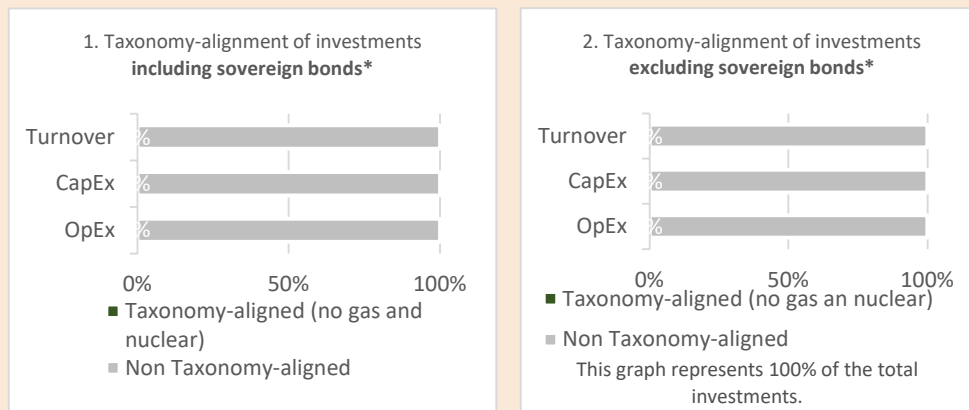 1. Taxonomy-alignment of investments
including sovereign bonds*
Turnover
%
CapEx
%
OpEx
%
0%
50%
100%
■ Taxonomy-aligned (no gas and
nuclear)
■ Non Taxonomy-aligned
2. Taxonomy-alignment of investments
excluding sovereign bonds*
Turnover
%
CapEx
%
OpEx
%
0%
50%
100%
■ Taxonomy-aligned (no gas an nuclear)
■ Non Taxonomy-aligned
This graph represents 100% of the total
investments.